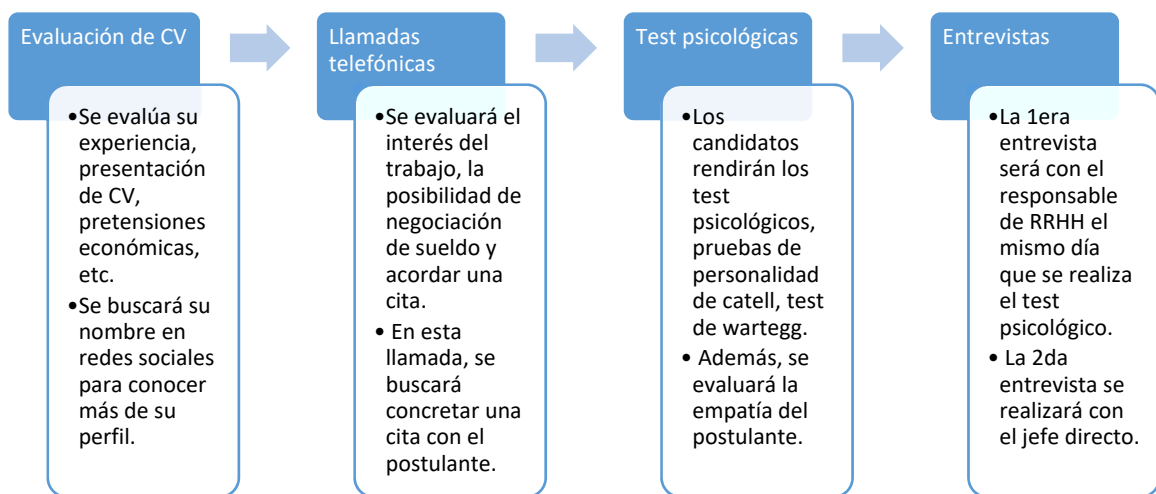 Evaluación de CV
•Se evalúa su
experiencia,
presentación
de CV,
pretensiones
económicas,
etc.
•Se buscará su
nombre en
redes sociales
para conocer
más de su
perfil.
Llamadas
telefónicas
•Se evaluará el
interés del
trabajo, la
posibilidad de
negociación
de sueldo y
acordar una
cita.
• En esta
llamada, se
buscará
concretar una
cita con el
postulante.
Test psicológicas
•Los
candidatos
rendirán los
test
psicológicos,
pruebas de
personalidad
de catell, test
de wartegg.
• Además, se
evaluará la
empatía del
postulante.
Entrevistas
•La 1era
entrevista
será con el
responsable
de RRHH el
mismo día
que se realiza
el test
psicológico.
• La 2da
entrevista se
realizará con
el jefe directo.